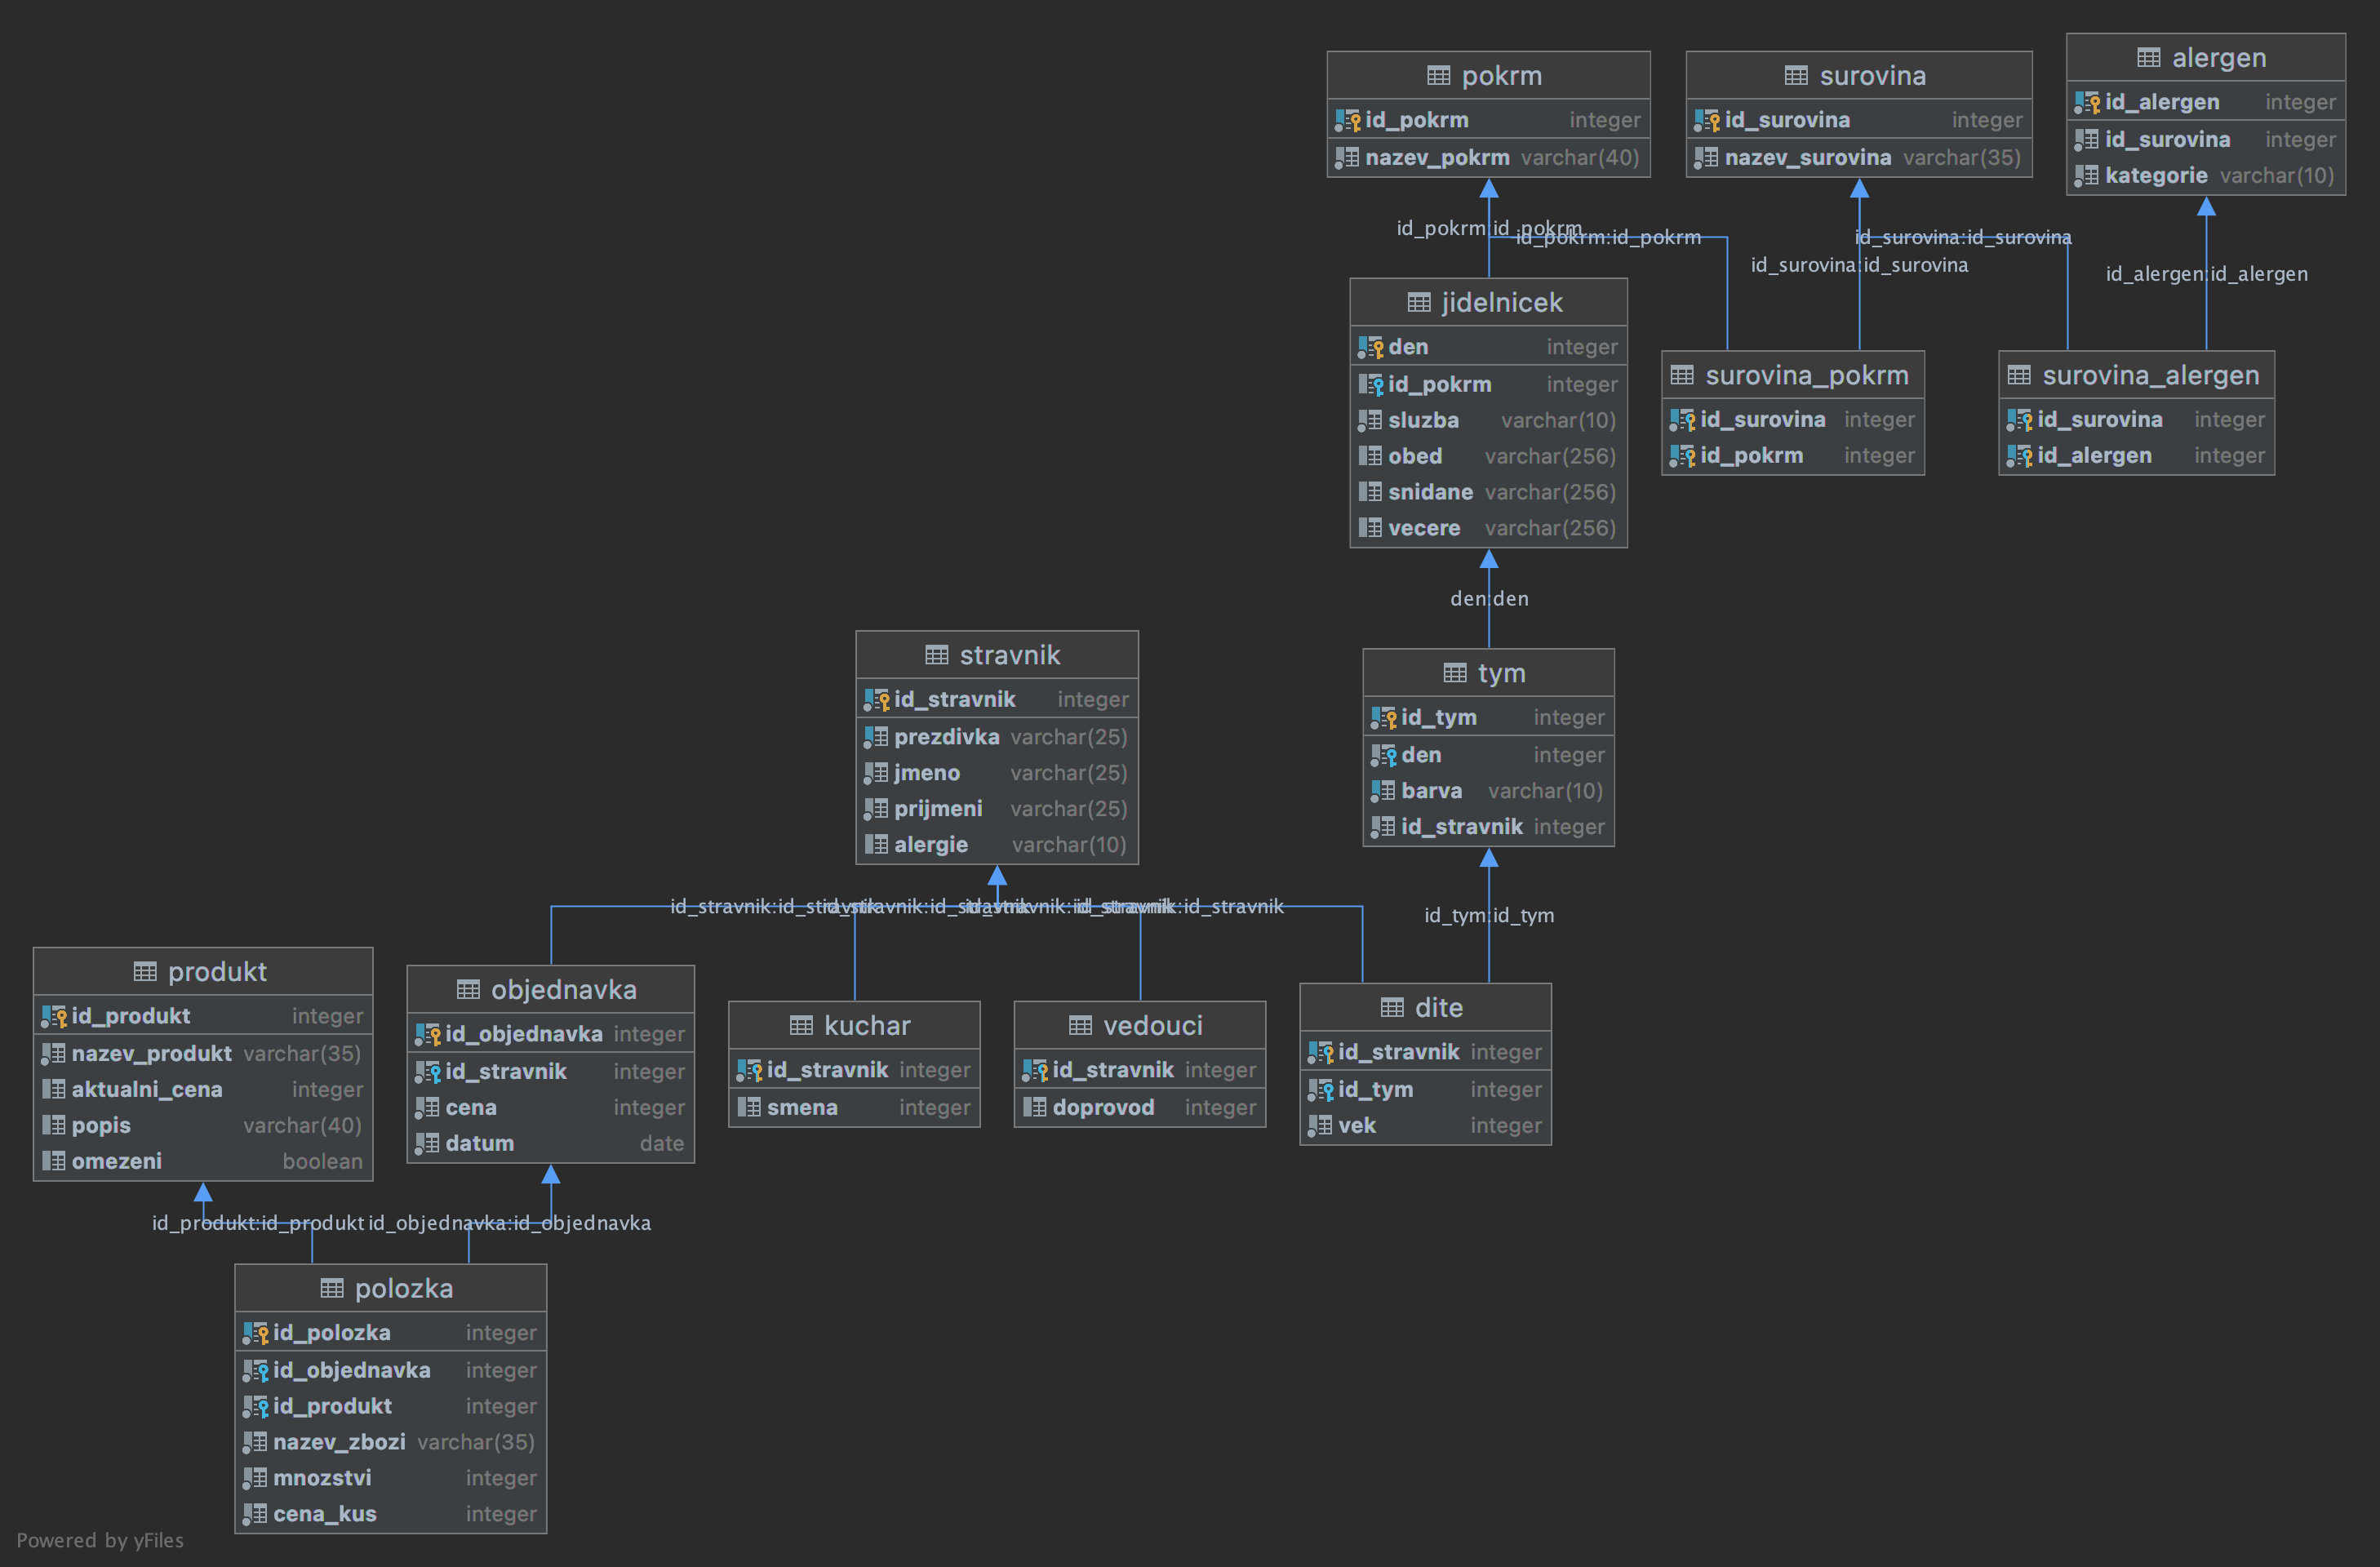 pokrm
id_pokrm integer
nazev_pokrm varchar(40)
surovina
id_surovina integer
nazev_surovina varchar(35)
alergen
id_alergen integer
id_surovina integer
kategorie varchar(10)
id_pokrm:id_pokrm
id_pokrm:id_pokrm
id_surovina:id_surovina
id_surovina:id_surovina
id_alergen:id_alergen
jidelnicek
den integer
id_pokrm integer
sluzba varchar(10)
obed varchar(256)
snidane varchar(256)
vecere varchar(256)
surovina_pokrm
id_surovina integer
id_pokrm integer
surovina_alergen
id_surovina integer
id_alergen integer
den:den
stravnik
id_stravnik integer
prezdivka varchar(25)
jmeno varchar(25)
prijmeni varchar(25)
alergie varchar(10)
tym
id_tym integer
den integer
barva varchar(10)
id_stravnik integer
id_stravnik:id_stravnik
id_stravnik:id_stravnik
id_stravnik:id_stravnik
id_stravnik:id_stravnik
id_tym:id_tym
produkt
id_produkt integer
nazev_produkt varchar(35)
aktualni_cena integer
popis varchar(40)
omezeni boolean
objednavka
id_objednavka integer
id_stravnik integer
cena integer
datum date
kuchar
id_stravnik integer
smena integer
vedouci
id_stravnik integer
doprovod integer
dite
id_stravnik integer
id_tym integer
vek integer
id_produkt:id_produkt
id_objednavka:id_objednavka
polozka
id_polozka integer
id_objednavka integer
id_produkt integer
nazev_zbozi varchar(35)
mnozstvi integer
cena_kus integer
Powered by yFiles